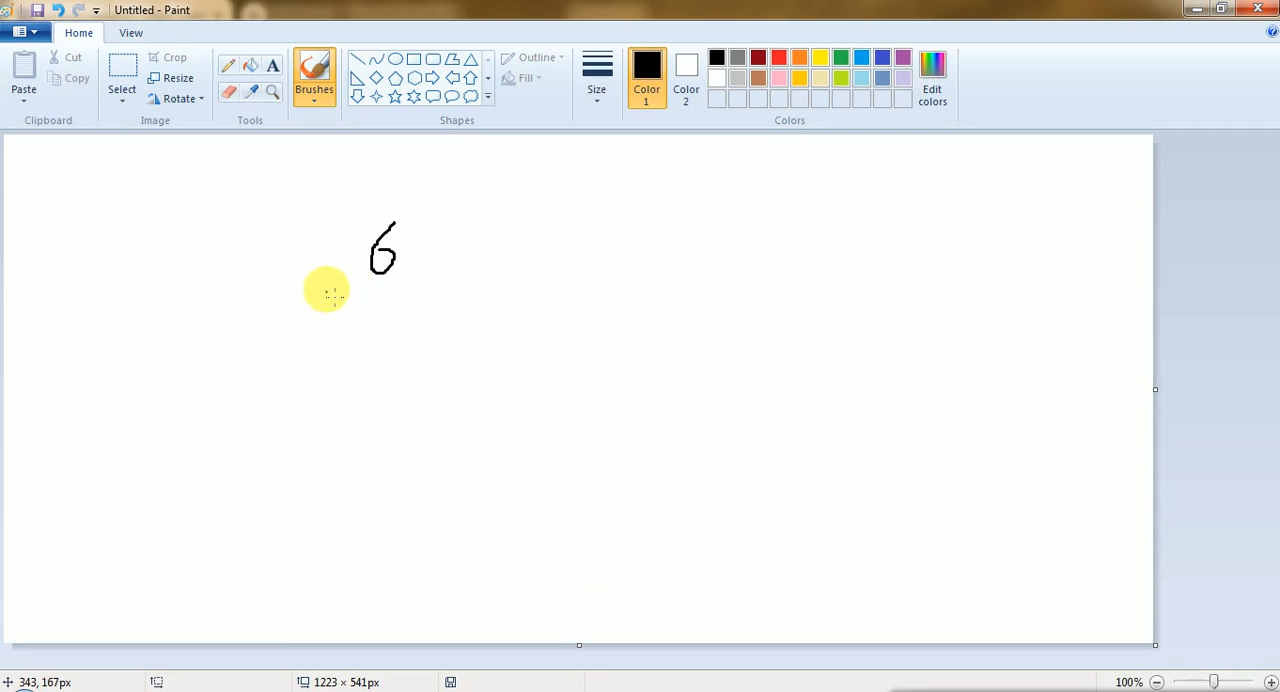 Untitled - Paint
Home
View
Paste
Cut
Copy
Clipboard
Select
Crop
Resize
Rotate
Image
A
Tools
Brushes
Shapes
Outline
Fill
Size
Color 1
Color 2
Edit colors
Colors
6
343, 167px
1223 × 541px
100%